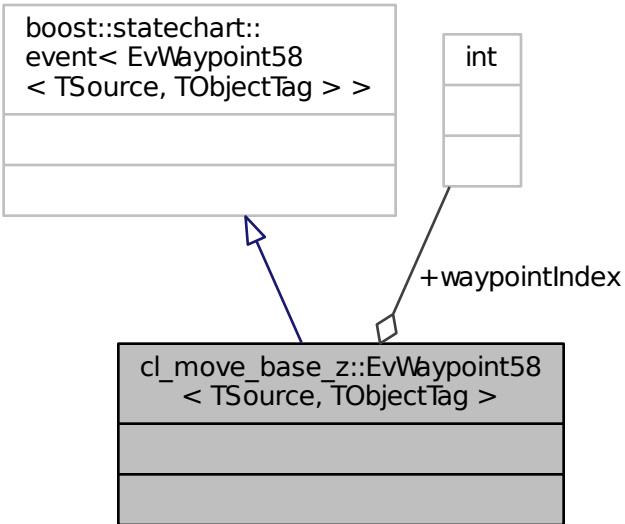 boost::statechart::
event< EvWaypoint58
< TSource, TObjectTag > >
int
+waypointIndex
cl_move_base_z::EvWaypoint58
< TSource, TObjectTag >